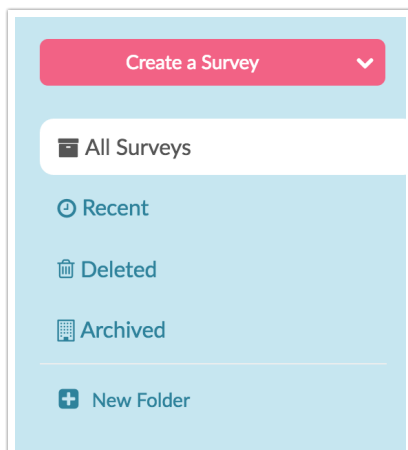 Create a Survey
All Surveys
Recent
Deleted
Archived
New Folder